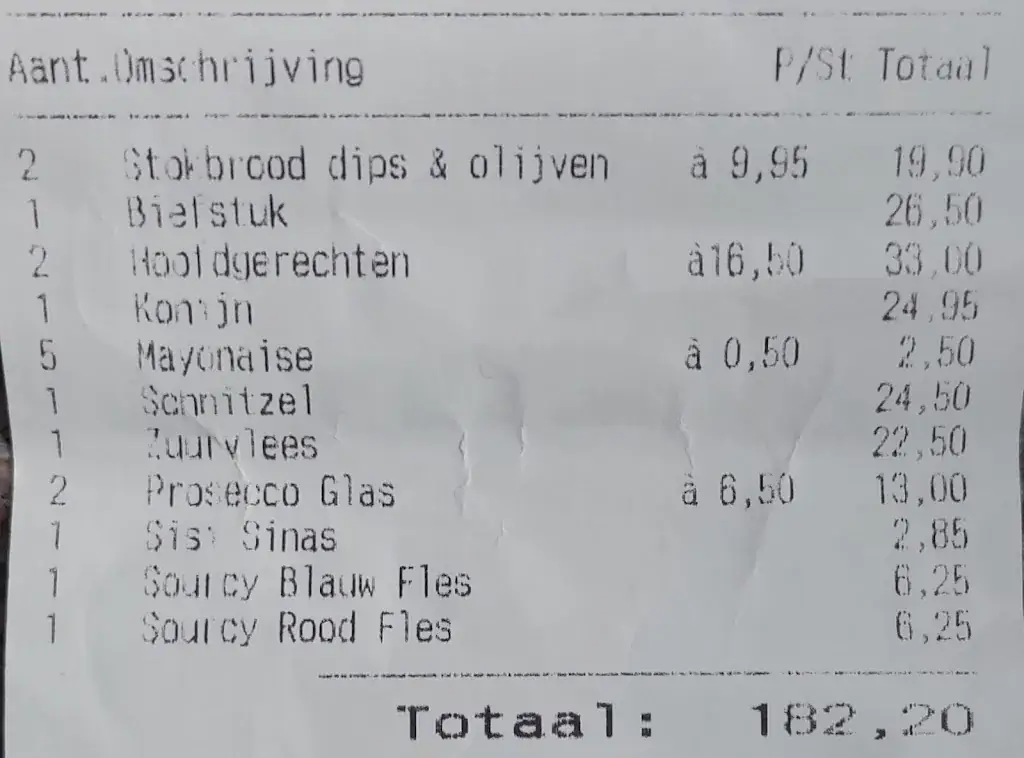 Aant.Omschrijving P/St Totaal
2 Stokbrood dips & olijven à 9,95 19,90
1 Biefstuk 26,50
2 Hoofdgerechten à16,50 33,00
1 Konijn 24,95
5 Mayonaise à 0,50 2,50
1 Schnitzel 24,50
1 Zuurvlees 22,50
2 Prosecco Glas à 6,50 13,00
1 Sisi Sinas 2,85
1 Sourcy Blauw Fles 6,25
1 Sourcy Rood Fles 6,25
Totaal: 182,20